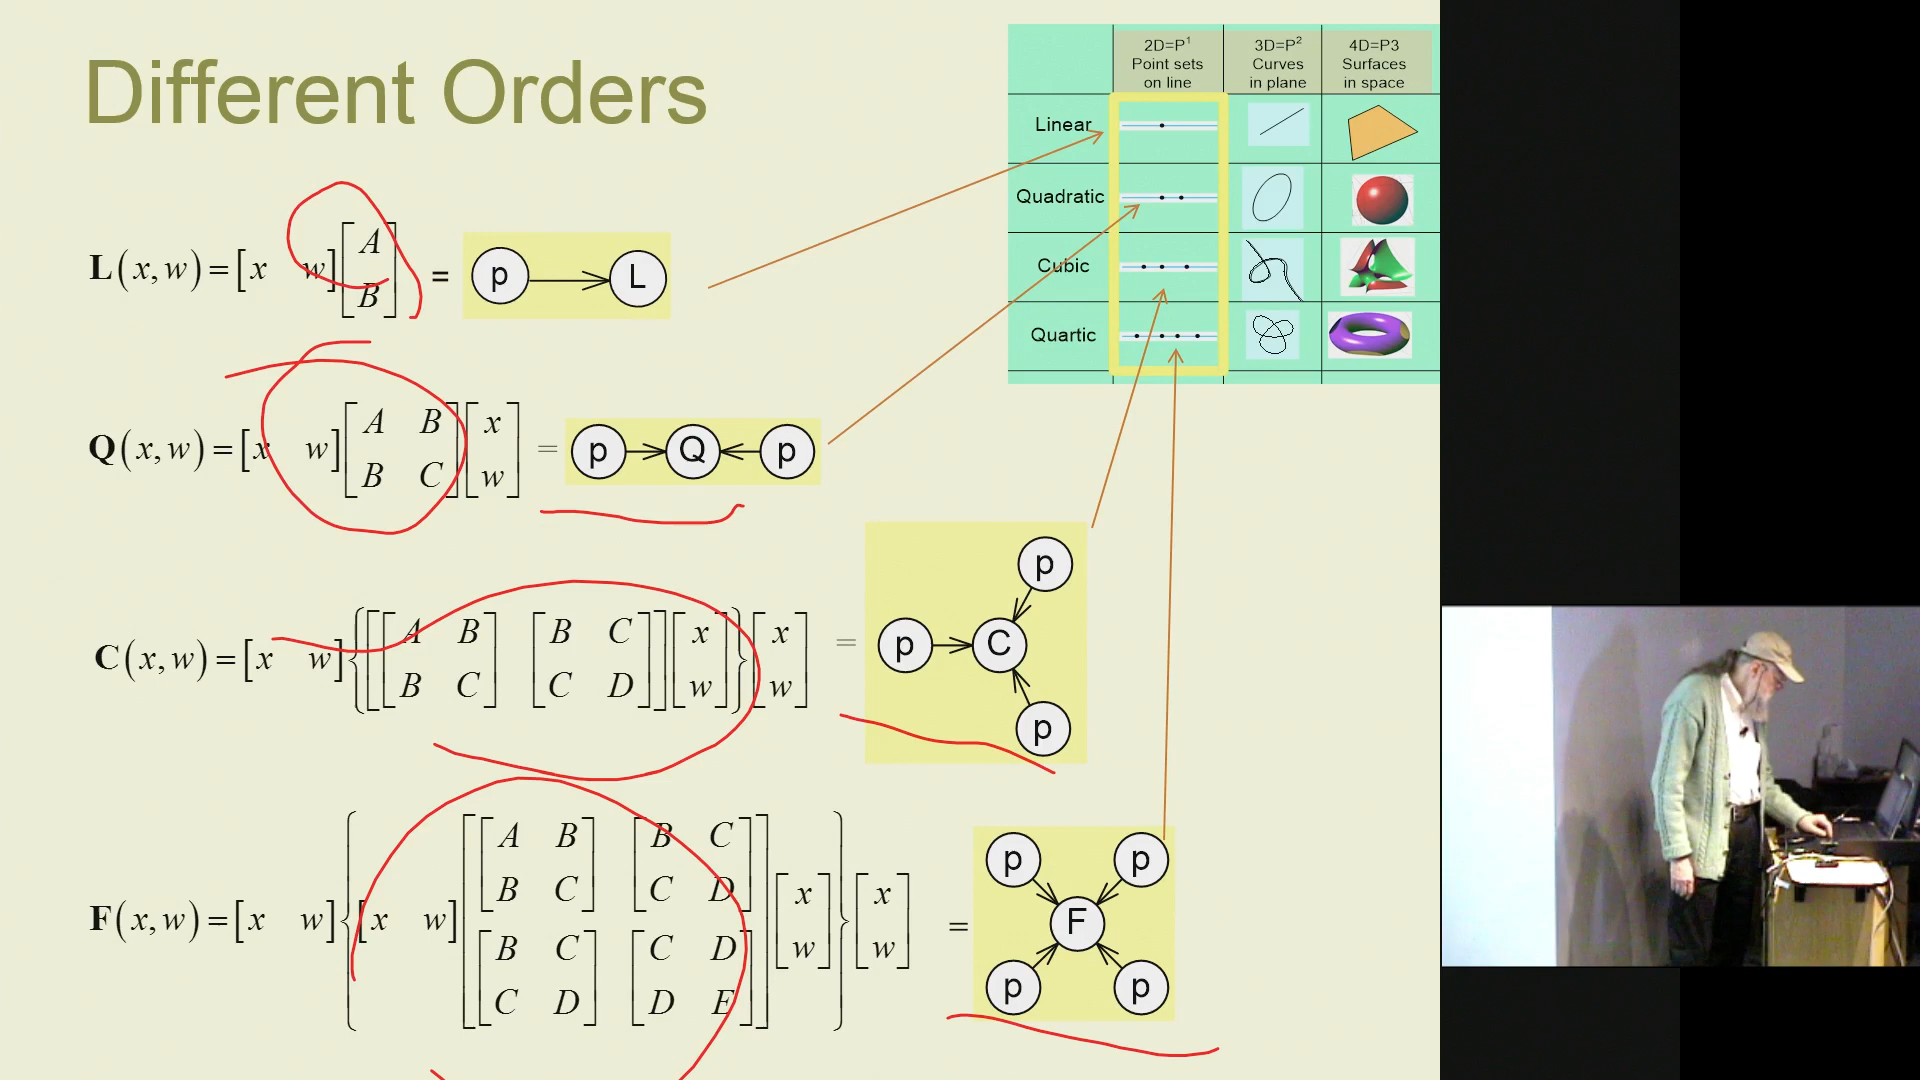 Different Orders
2D=P¹ Point sets on line
3D=P² Curves in plane
4D=P3 Surfaces in space
Linear
Quadratic
Cubic
Quartic
L(x,w)=[x w][A B] = p L
Q(x,w)=[x w][A B B C][x w] = p Q p
C(x,w)=[x w]{[[A B B C] [B C C D]][x w]}[x w] = p C p p
F(x,w)=[x w]{[x w][[A B B C] [B C C D] [B C C D] [C D D E]][x w]}[x w] = p p F p p